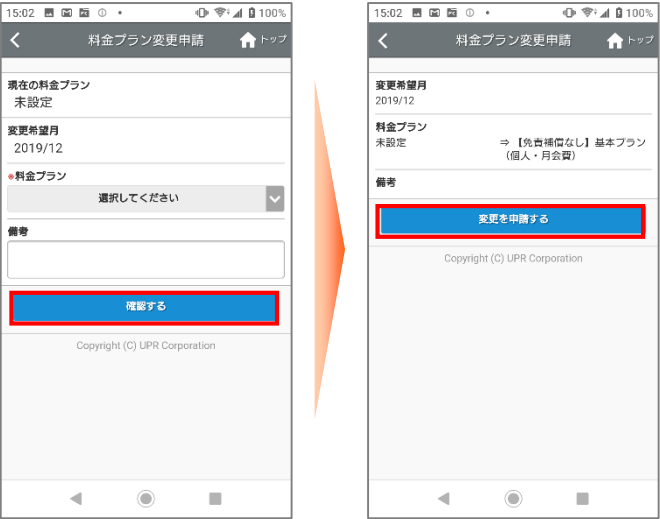 15:02
100%
料金プラン変更申請
トップ
現在の料金プラン
未設定
変更希望月
2019/12
*料金プラン
選択してください
備考
確認する
Copyright (C) UPR Corporation
15:02
100%
料金プラン変更申請
トップ
変更希望月
2019/12
料金プラン
未設定
⇒ 【免責補償なし】基本プラン
（個人・月会費）
備考
変更を申請する
Copyright (C) UPR Corporation